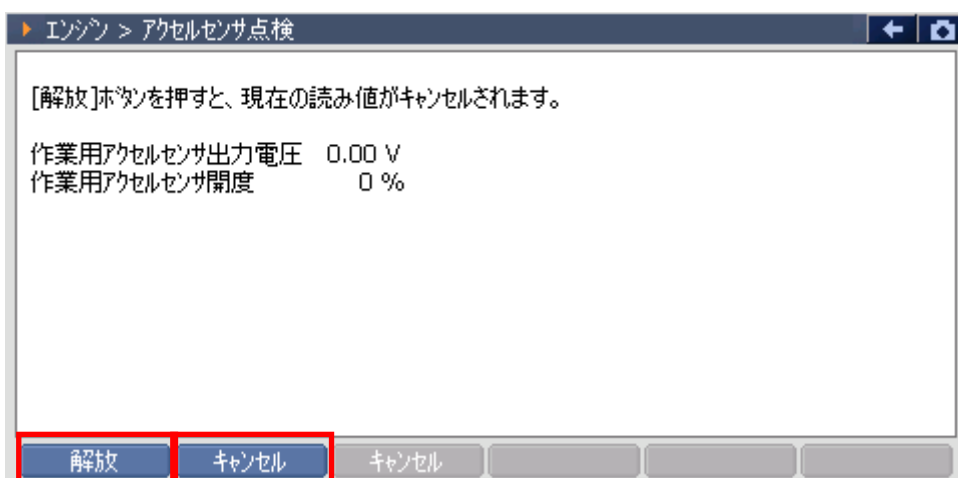 エンジン > アクセルセンサ点検
[解放]ボタンを押すと、現在の読み値がキャンセルされます。
作業用アクセルセンサ出力電圧 0.00 V
作業用アクセルセンサ開度 0 %
解放 キャンセル キャンセル